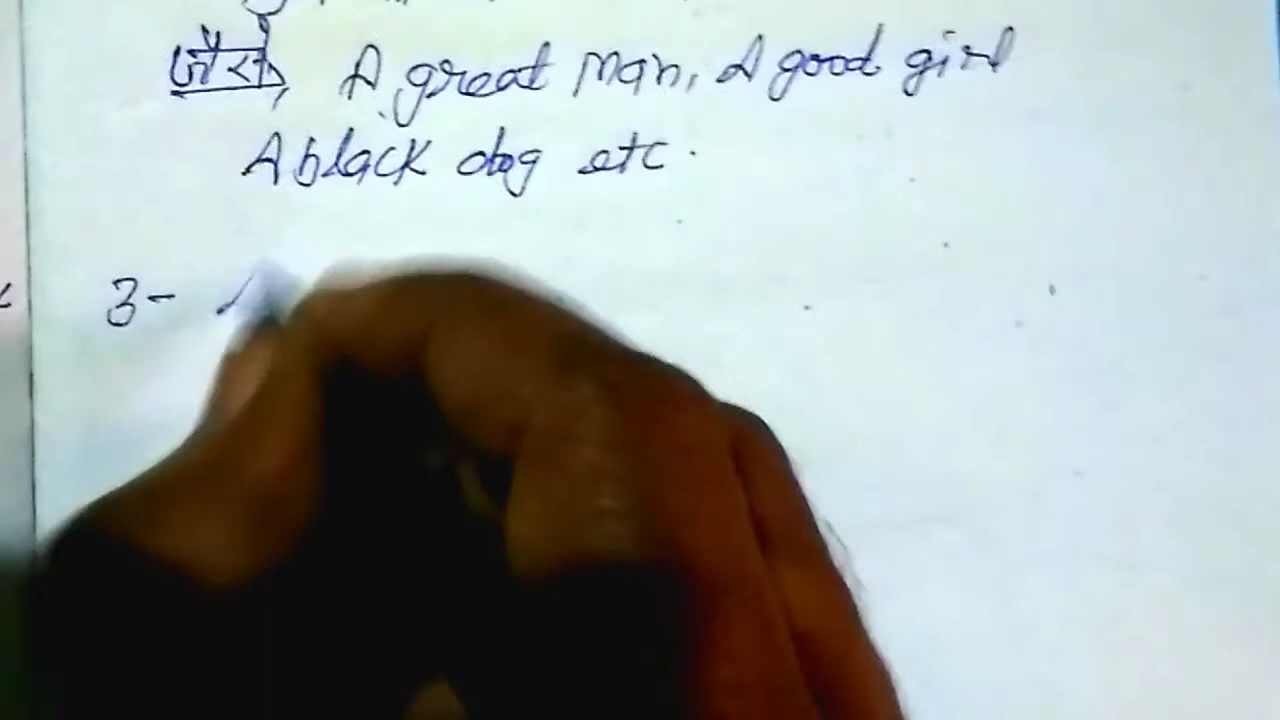 जैसे, A great man, A good girl
A black dog etc.
3-